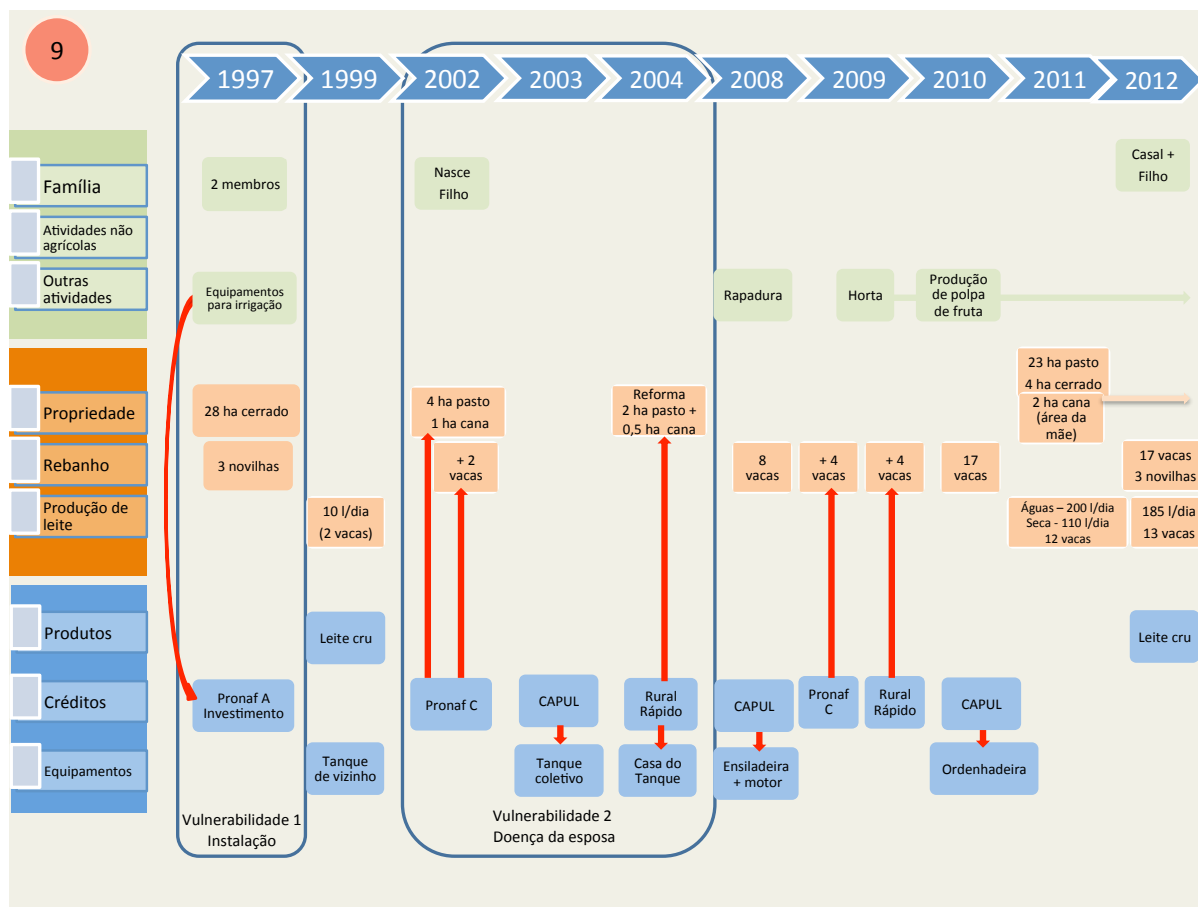 9
1997
1999
2002
2003
2004
2008
2009
2010
2011
2012
Família
2 membros
Nasce
Filho
Casal +
Filho
Atividades não
agrícolas
Outras
atividades
Equipamentos
para irrigação
Rapadura
Horta
Produção
de polpa
de fruta
Propriedade
28 ha cerrado
4 ha pasto
1 ha cana
Reforma
2 ha pasto +
0,5 ha cana
23 ha pasto
4 ha cerrado
2 ha cana
(área da
mãe)
Rebanho
3 novilhas
+ 2
vacas
8
vacas
+ 4
vacas
+ 4
vacas
17
vacas
17 vacas
3 novilhas
Produção de
leite
10 l/dia
(2 vacas)
Águas – 200 l/dia
Seca - 110 l/dia
12 vacas
185 l/dia
13 vacas
Produtos
Leite cru
Leite cru
Créditos
Pronaf A
Investimento
Pronaf C
CAPUL
Rural
Rápido
CAPUL
Pronaf
C
Rural
Rápido
CAPUL
Equipamentos
Tanque
de vizinho
Tanque
coletivo
Casa do
Tanque
Ensiladeira
+ motor
Ordenhadeira
Vulnerabilidade 1
Instalação
Vulnerabilidade 2
Doença da esposa